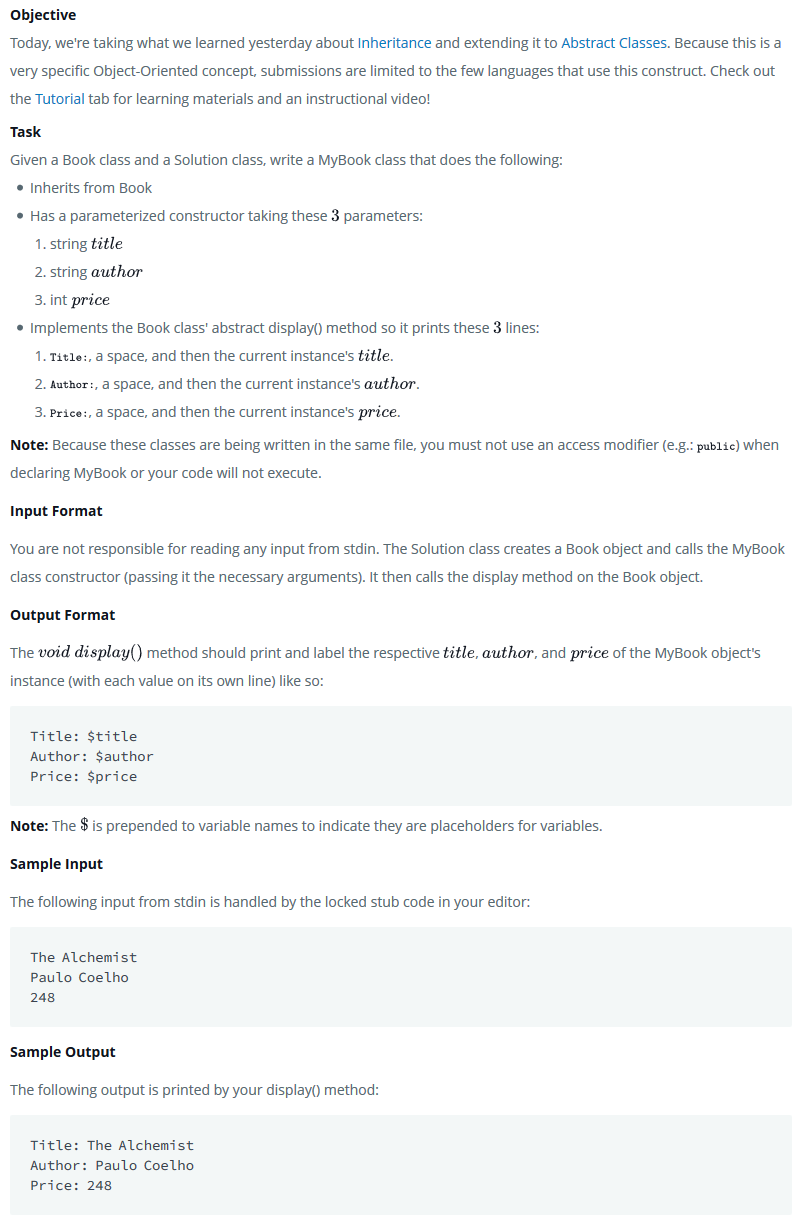 Objective
Today, we're taking what we learned yesterday about Inheritance and extending it to Abstract Classes. Because this is a
very specific Object-Oriented concept, submissions are limited to the few languages that use this construct. Check out
the Tutorial tab for learning materials and an instructional video!
Task
Given a Book class and a Solution class, write a MyBook class that does the following:
• Inherits from Book
• Has a parameterized constructor taking these 3 parameters:
1. string title
2. string author
3. int price
• Implements the Book class' abstract display() method so it prints these 3 lines:
1. Title:, a space, and then the current instance's title.
2. Author:, a space, and then the current instance's author.
3. Price:, a space, and then the current instance's price.
Note: Because these classes are being written in the same file, you must not use an access modifier (e.g.: public) when
declaring MyBook or your code will not execute.
Input Format
You are not responsible for reading any input from stdin. The Solution class creates a Book object and calls the MyBook
class constructor (passing it the necessary arguments). It then calls the display method on the Book object.
Output Format
The void display() method should print and label the respective title, author, and price of the MyBook object's
instance (with each value on its own line) like so:
Title: $title
Author: $author
Price: $price
Note: The $ is prepended to variable names to indicate they are placeholders for variables.
Sample Input
The following input from stdin is handled by the locked stub code in your editor:
The Alchemist
Paulo Coelho
248
Sample Output
The following output is printed by your display() method:
Title: The Alchemist
Author: Paulo Coelho
Price: 248